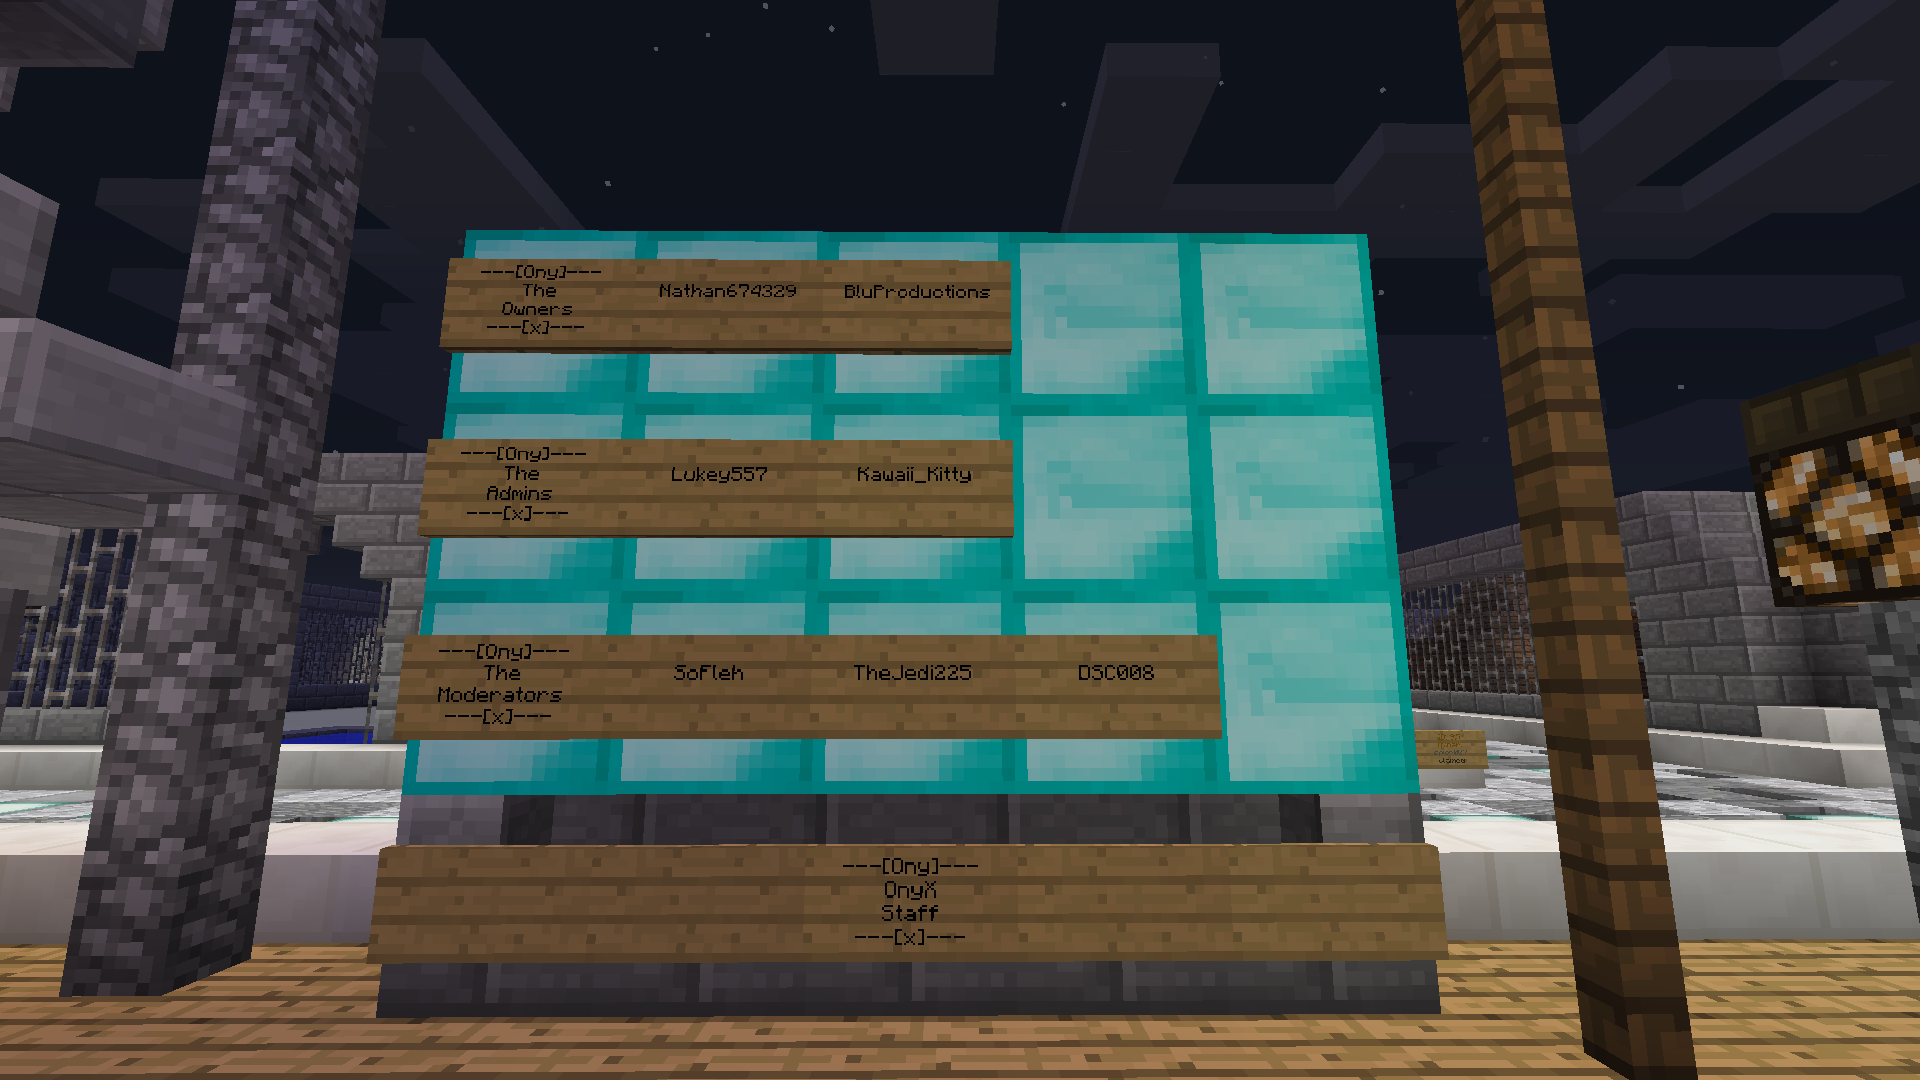 ---[Ony]---
The
Owners
---[x]---
Nathan674329
BluProductions
---[Ony]---
The
Admins
---[x]---
Lukey557
Kawaii_Kitty
---[Ony]---
The
Moderators
---[x]---
SoFleh
TheJedi225
DSC008
---[Ony]---
OnyX
Staff
---[x]---